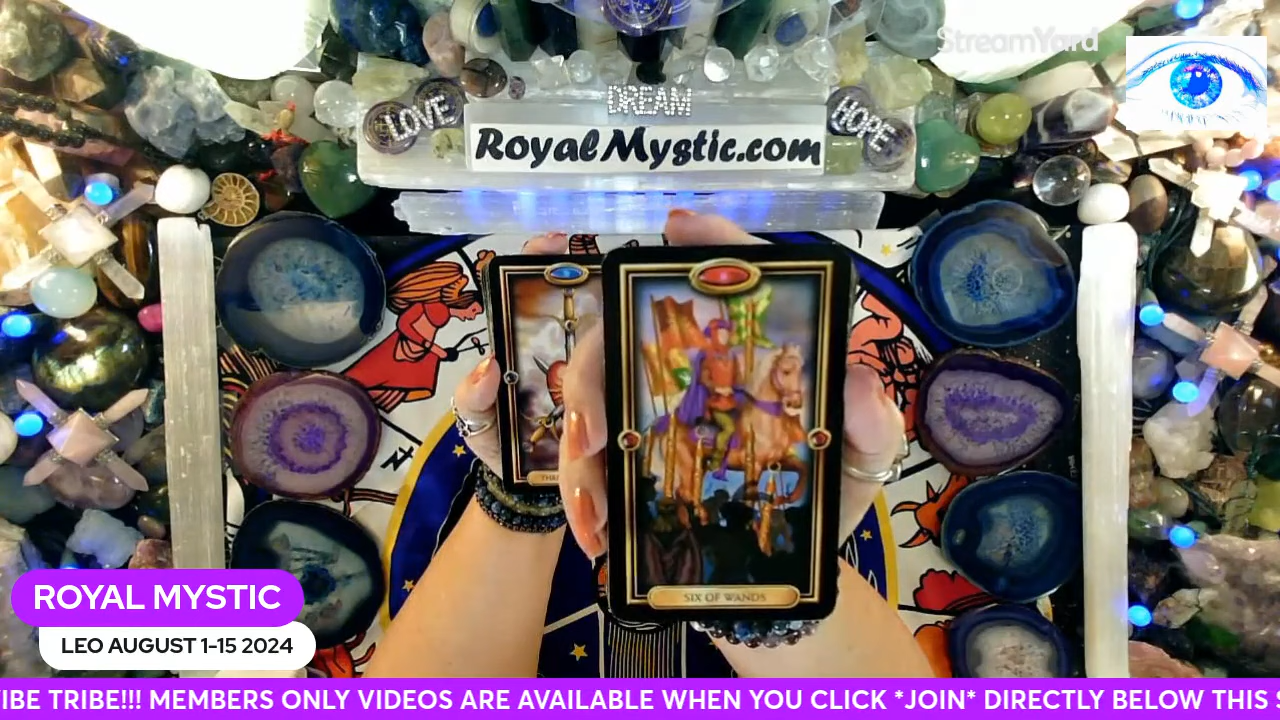 StreamYard
LOVE
DREAM
HOPE
RoyalMystic.com
SIX OF WANDS
ROYAL MYSTIC
LEO AUGUST 1-15 2024
TRIBE!!! MEMBERS ONLY VIDEOS ARE AVAILABLE WHEN YOU CLICK *JOIN* DIRECTLY BELOW THIS